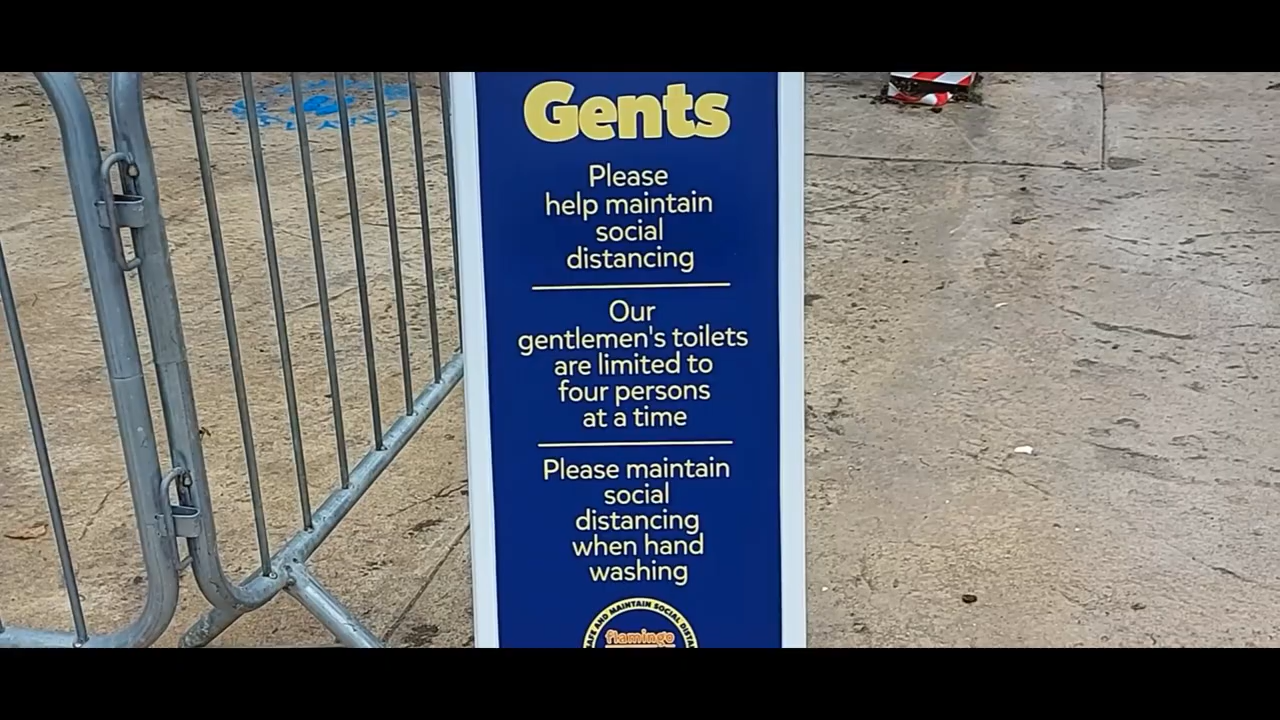 Gents
Please
help maintain
social
distancing
Our
gentlemen's toilets
are limited to
four persons
at a time
Please maintain
social
distancing
when hand
washing
AND MAINTAIN SOCIAL
flamingo